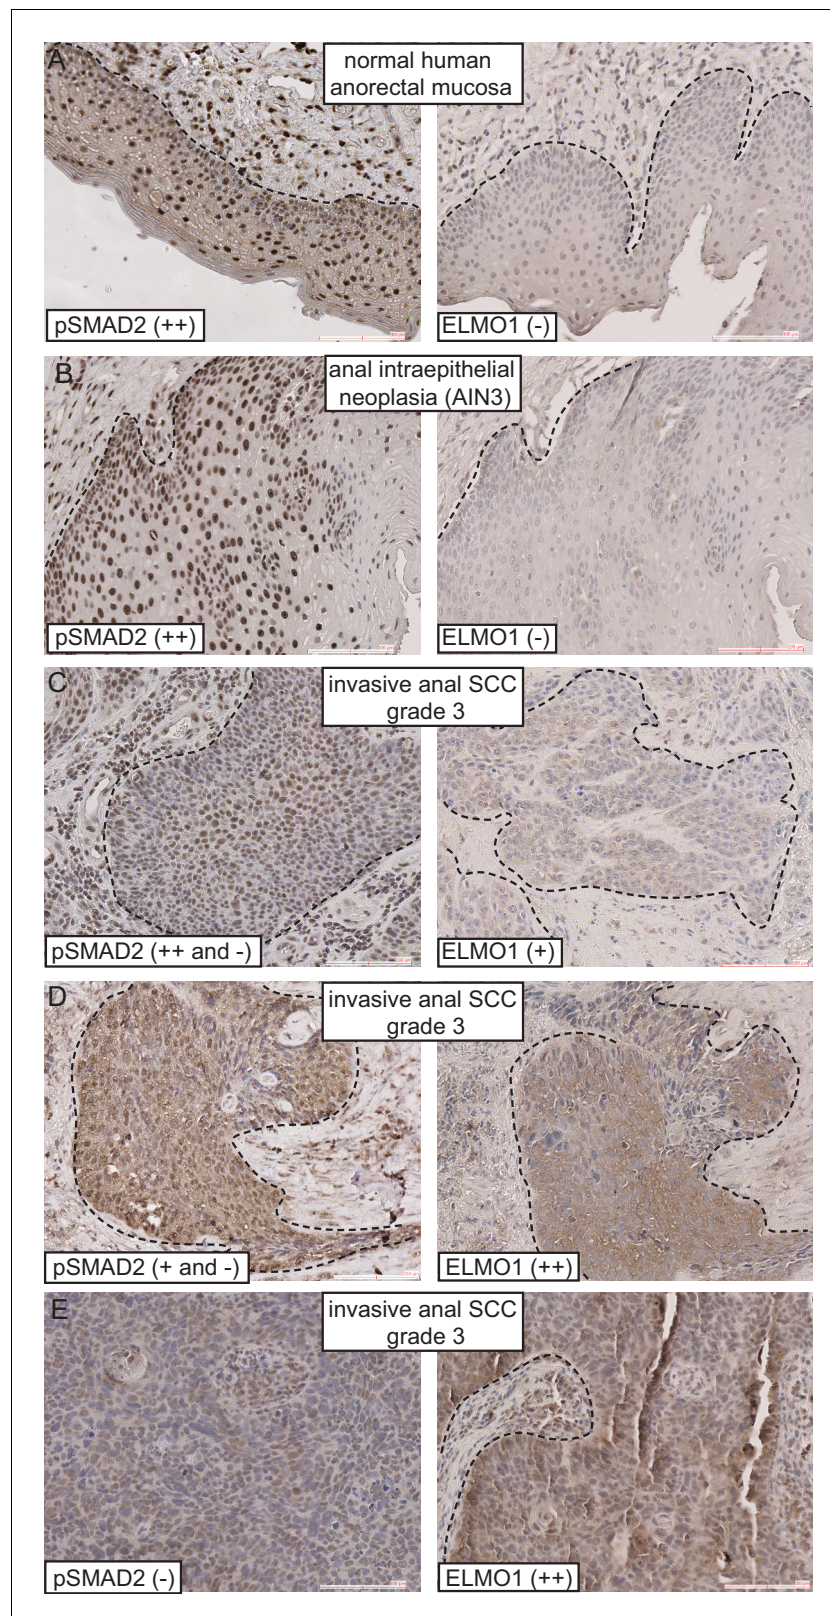 A
normal human
anorectal mucosa
pSMAD2 (++)
ELMO1 (-)
B
anal intraepithelial
neoplasia (AIN3)
pSMAD2 (++)
ELMO1 (-)
C
invasive anal SCC
grade 3
pSMAD2 (++ and -)
ELMO1 (+)
D
invasive anal SCC
grade 3
pSMAD2 (+ and -)
ELMO1 (++)
E
invasive anal SCC
grade 3
pSMAD2 (-)
ELMO1 (++)